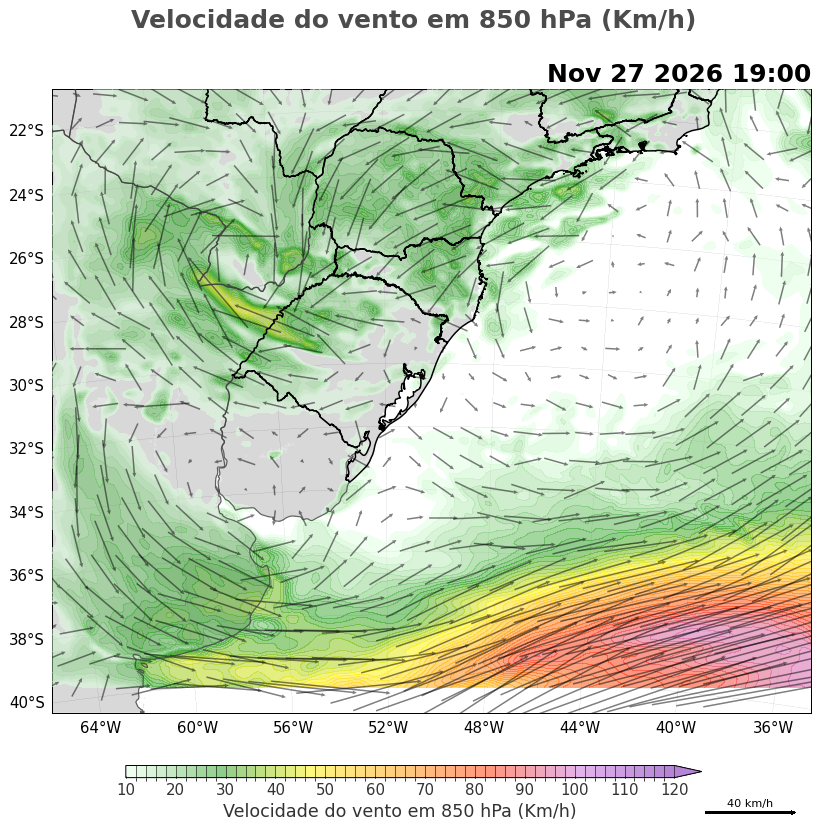 Velocidade do vento em 850 hPa (Km/h)
Nov 27 2026 19:00
22°S
24°S
26°S
28°S
30°S
32°S
34°S
36°S
38°S
40°S
64°W 60°W 56°W 52°W 48°W 44°W 40°W 36°W
10 20 30 40 50 60 70 80 90 100 110 120
Velocidade do vento em 850 hPa (Km/h)
40 km/h